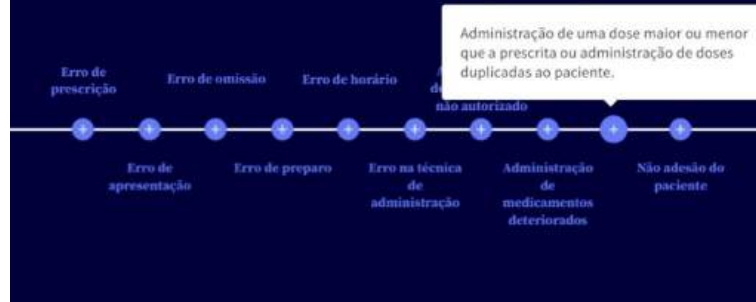 Administração de uma dose maior ou menor
que a prescrita ou administração de doses
duplicadas ao paciente.
Erro de
prescrição
Erro de omissão
Erro de horário
não autorizado
Erro de
apresentação
Erro de preparo
Erro na técnica
de
administração
Administração
de
medicamentos
deteriorados
Não adesão do
paciente